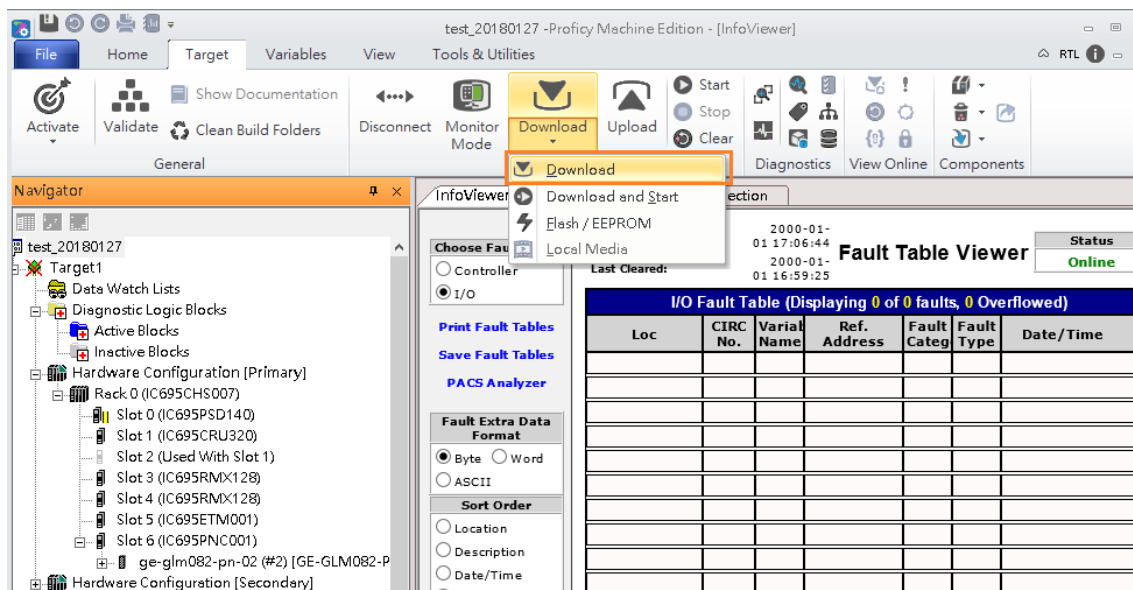 test_20180127 -Proficy Machine Edition - [InfoViewer]
File Home Target Variables View Tools & Utilities RTL
Activate
Validate
Show Documentation
Clean Build Folders
General
Disconnect
Monitor
Mode
Download
Upload
Start
Stop
Clear
Diagnostics
View Online
Components
Download
Download and Start
Flash / EEPROM
Local Media
Navigator
test_20180127
Target1
Data Watch Lists
Diagnostic Logic Blocks
Active Blocks
Inactive Blocks
Hardware Configuration [Primary]
Rack 0 (IC695CHS007)
Slot 0 (IC695PSD140)
Slot 1 (IC695CRU320)
Slot 2 (Used With Slot 1)
Slot 3 (IC695RMX128)
Slot 4 (IC695RMX128)
Slot 5 (IC695ETM001)
Slot 6 (IC695PNC001)
ge-glm082-pn-02 (#2) [GE-GLM082-P
Hardware Configuration [Secondary]
InfoViewer
ection
Choose Fau
Controller
I/O
Print Fault Tables
Save Fault Tables
PACS Analyzer
Fault Extra Data
Format
Byte Word
ASCII
Sort Order
Location
Description
Date/Time
Last Cleared:
2000-01-
01 17:06:44
2000-01-
01 16:59:25
Fault Table Viewer
Status
Online
I/O Fault Table (Displaying 0 of 0 faults, 0 Overflowed)
Loc
CIRC
No.
Variab
Name
Ref.
Address
Fault
Categ
Fault
Type
Date/Time